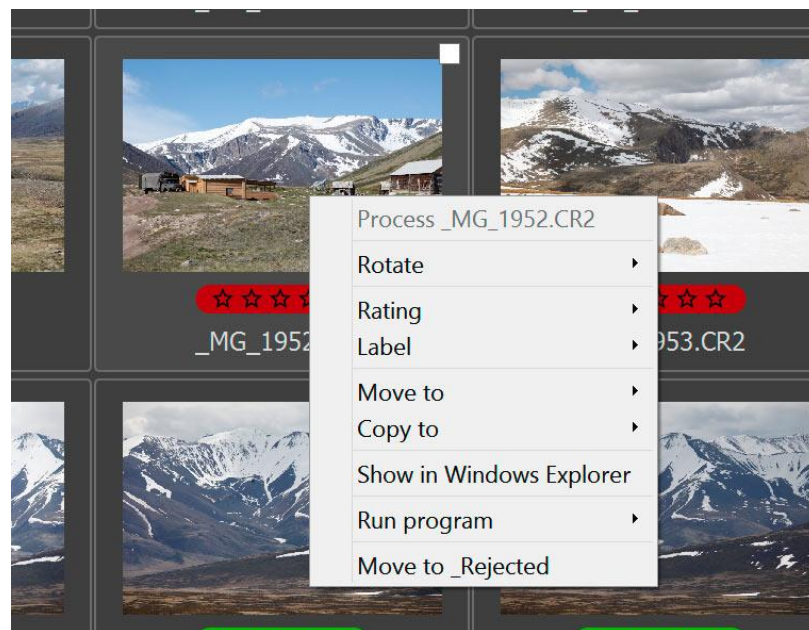 Process _MG_1952.CR2
Rotate
Rating
_MG_1952
953.CR2
Label
Move to
Copy to
Show in Windows Explorer
Run program
Move to _Rejected